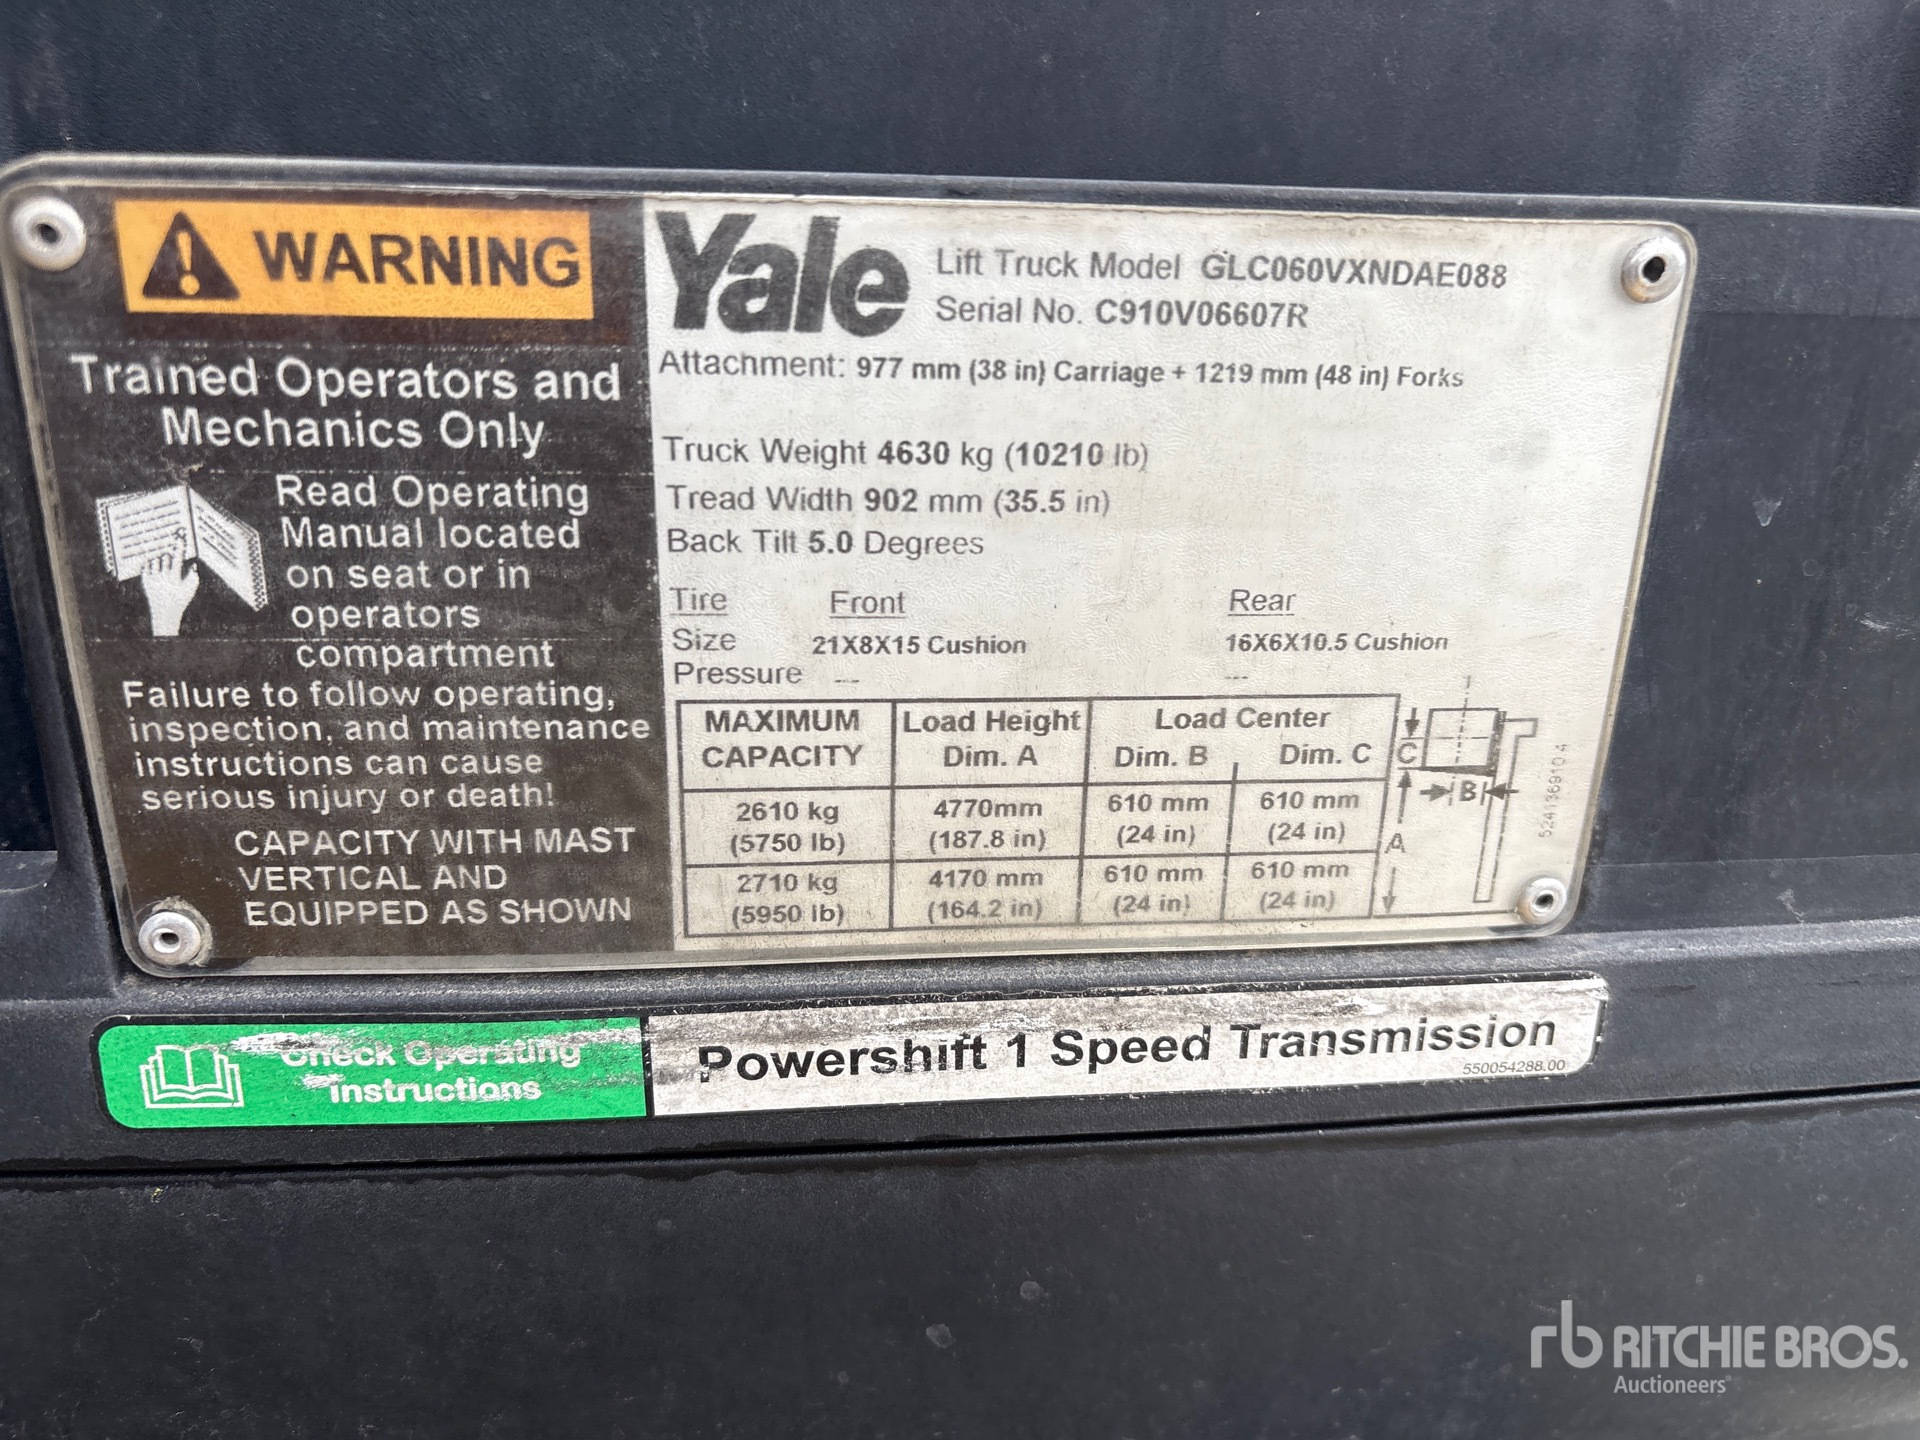 WARNING
Trained Operators and
Mechanics Only
Read Operating
Manual located
on seat or in
operators
compartment
Failure to follow operating,
inspection, and maintenance
instructions can cause
serious injury or death!
CAPACITY WITH MAST
VERTICAL AND
EQUIPPED AS SHOWN
Yale
Lift Truck Model GLC060VXNDAE088
Serial No. C910V06607R
Attachment: 977 mm (38 in) Carriage + 1219 mm (48 in) Forks
Truck Weight 4630 kg (10210 lb)
Tread Width 902 mm (35.5 in)
Back Tilt 5.0 Degrees
Tire Front Rear
Size 21X8X15 Cushion 16X6X10.5 Cushion
Pressure --- ---
MAXIMUM Load Height Load Center
CAPACITY Dim. A Dim. B Dim. C
2610 kg 4770mm 610 mm 610 mm
(5750 lb) (187.8 in) (24 in) (24 in)
2710 kg 4170 mm 610 mm 610 mm
(5950 lb) (164.2 in) (24 in) (24 in)
C
B
A
524136910.4
Check Operating
Instructions
Powershift 1 Speed Transmission
550054288.00
rb RITCHIE BROS.
Auctioneers